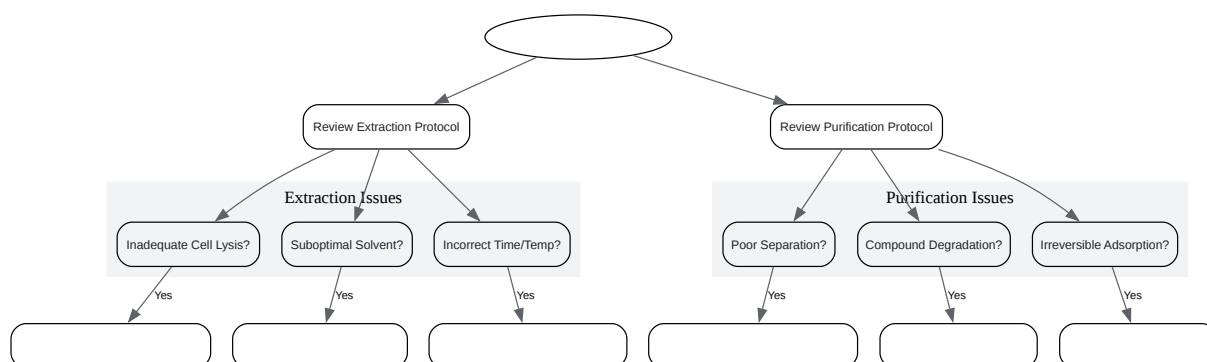 Review Extraction Protocol
Review Purification Protocol
Extraction Issues
Purification Issues
Inadequate Cell Lysis?
Suboptimal Solvent?
Incorrect Time/Temp?
Poor Separation?
Compound Degradation?
Irreversible Adsorption?
Yes
Yes
Yes
Yes
Yes
Yes